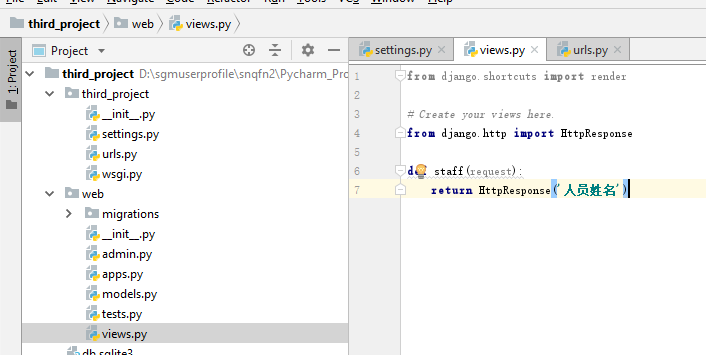 third_project web views.py
1: Project
Project
settings.py views.py urls.py
third_project D:\sgmuserprofile\snqfn2\Pycharm_Pro
third_project
__init__.py
settings.py
urls.py
wsgi.py
web
migrations
__init__.py
admin.py
apps.py
models.py
tests.py
views.py
db.sqlite3
1 from django.shortcuts import render
2
3 # Create your views here.
4 from django.http import HttpResponse
5
6 def staff(request):
7 return HttpResponse('人员姓名')